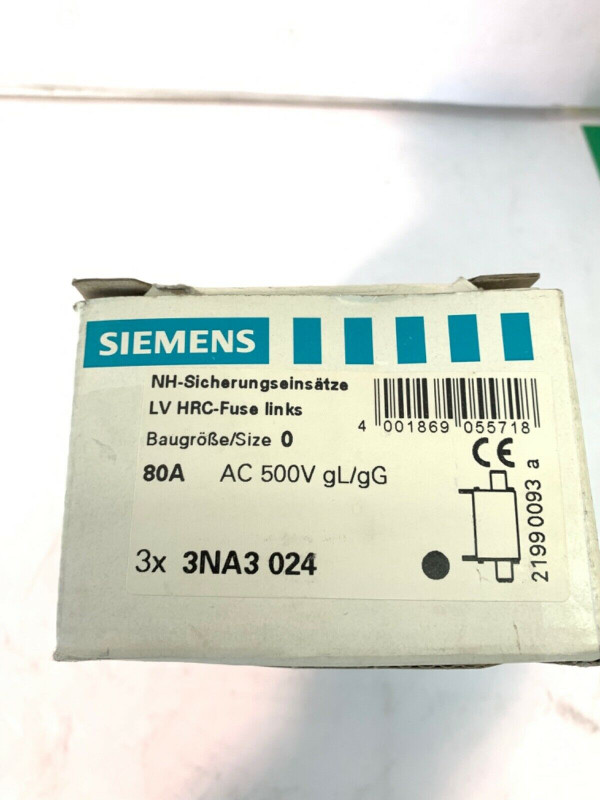 SIEMENS
NH-Sicherungseinsätze
LV HRC-Fuse links
Baugröße/Size 0
4 001869 055718
CE
80A AC 500V gL/gG
21990093 a
3x 3NA3 024